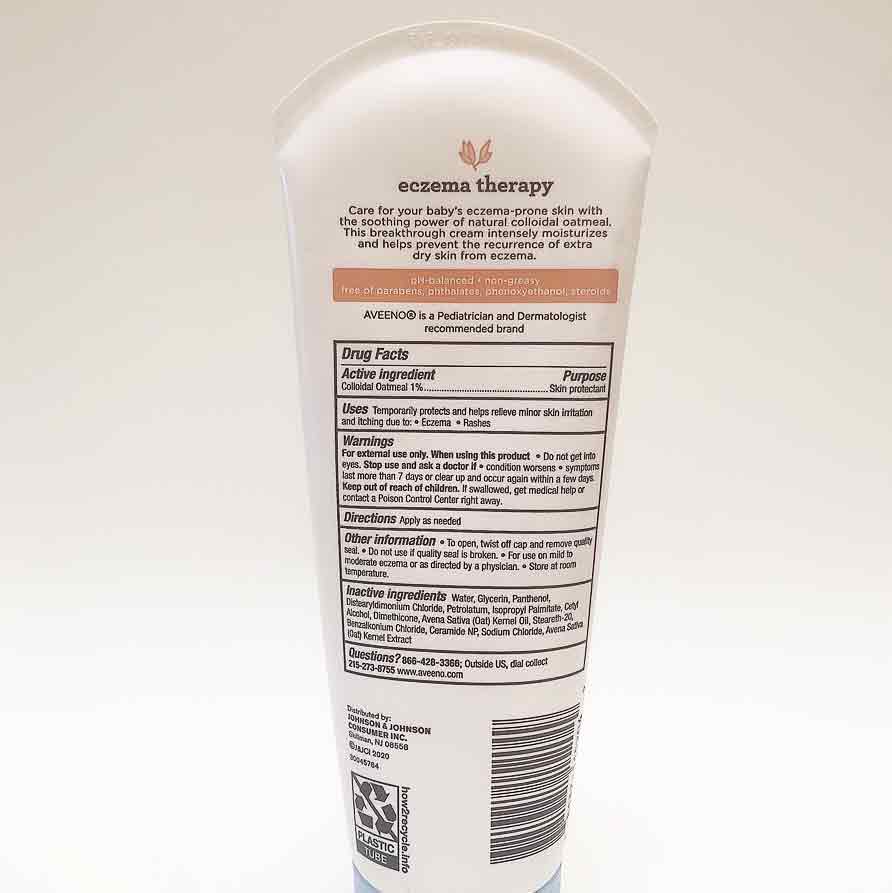 eczema therapy
Care for your baby's eczema-prone skin with
the soothing power of natural colloidal oatmeal.
This breakthrough cream intensely moisturizes
and helps prevent the recurrence of extra
dry skin from eczema.
pH-balanced • non-greasy
free of parabens, phthalates, phenoxyethanol, steroids
AVEENO® is a Pediatrician and Dermatologist
recommended brand
Drug Facts
Active ingredient Purpose
Colloidal Oatmeal 1%................................................ Skin protectant
Uses Temporarily protects and helps relieve minor skin irritation
and itching due to: • Eczema • Rashes
Warnings
For external use only. When using this product • Do not get into
eyes. Stop use and ask a doctor if • condition worsens • symptoms
last more than 7 days or clear up and occur again within a few days.
Keep out of reach of children. If swallowed, get medical help or
contact a Poison Control Center right away.
Directions Apply as needed
Other information • To open, twist off cap and remove quality
seal. • Do not use if quality seal is broken. • For use on mild to
moderate eczema or as directed by a physician. • Store at room
temperature.
Inactive ingredients Water, Glycerin, Panthenol,
Distearyldimonium Chloride, Petrolatum, Isopropyl Palmitate, Cetyl
Alcohol, Dimethicone, Avena Sativa (Oat) Kernel Oil, Steareth-20,
Benzalkonium Chloride, Ceramide NP, Sodium Chloride, Avena Sativa
(Oat) Kernel Extract
Questions? 866-428-3366; Outside US, dial collect
215-273-8755 www.aveeno.com
Distributed by:
JOHNSON & JOHNSON
CONSUMER INC.
Skillman, NJ 08558
©J&JCI 2020
30045784
how2recycle.info
PLASTIC
TUBE